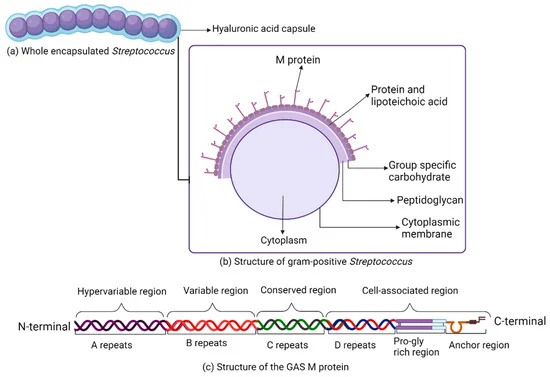 Hyaluronic acid capsule
(a) Whole encapsulated Streptococcus
M protein
Protein and
lipoteichoic acid
Group specific
carbohydrate
Peptidoglycan
Cytoplasmic
membrane
Cytoplasm
(b) Structure of gram-positive Streptococcus
Hypervariable region
Variable region
Conserved region
Cell-associated region
N-terminal
C-terminal
A repeats
B repeats
C repeats
D repeats
Pro-gly
rich region
Anchor region
(c) Structure of the GAS M protein